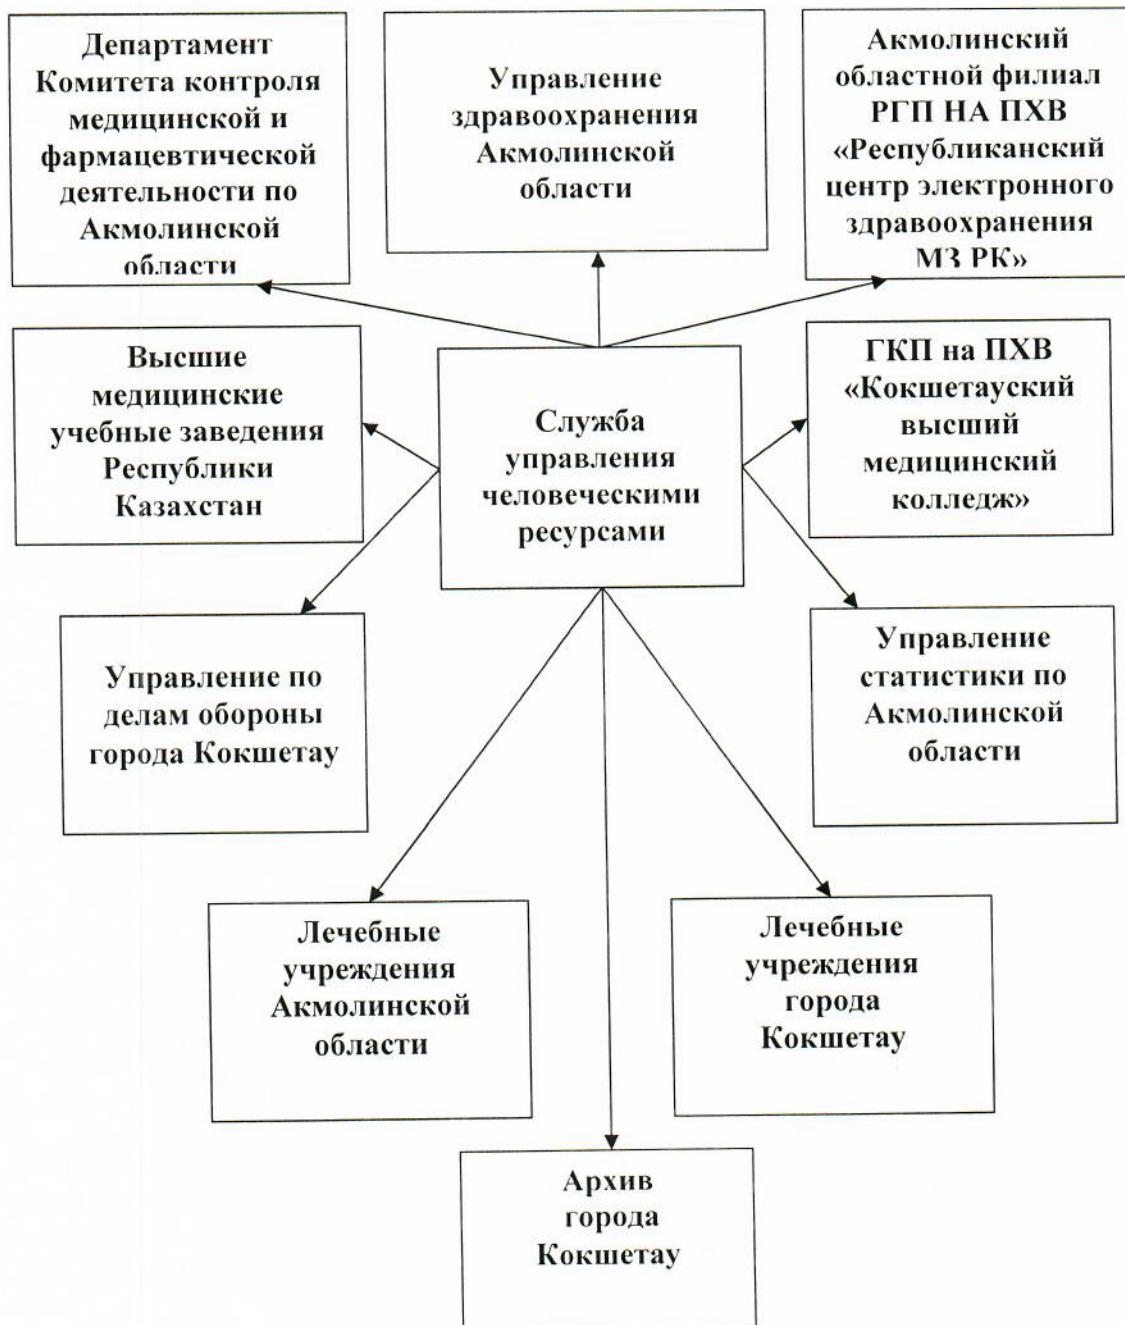 Департамент
Комитета контроля
медицинской и
фармацевтической
деятельности по
Акмолинской
области
Управление
здравоохранения
Акмолинской
области
Акмолинский
областной филиал
РГП НА ПХВ
«Республиканский
центр электронного
здравоохранения
МЗ РК»
Высшие
медицинские
учебные заведения
Республики
Казахстан
Служба
управления
человеческими
ресурсами
ГКП на ПХВ
«Кокшетауский
высший
медицинский
колледж»
Управление по
делам обороны
города Кокшетау
Управление
статистики по
Акмолинской
области
Лечебные
учреждения
Акмолинской
области
Лечебные
учреждения
города
Кокшетау
Архив
города
Кокшетау